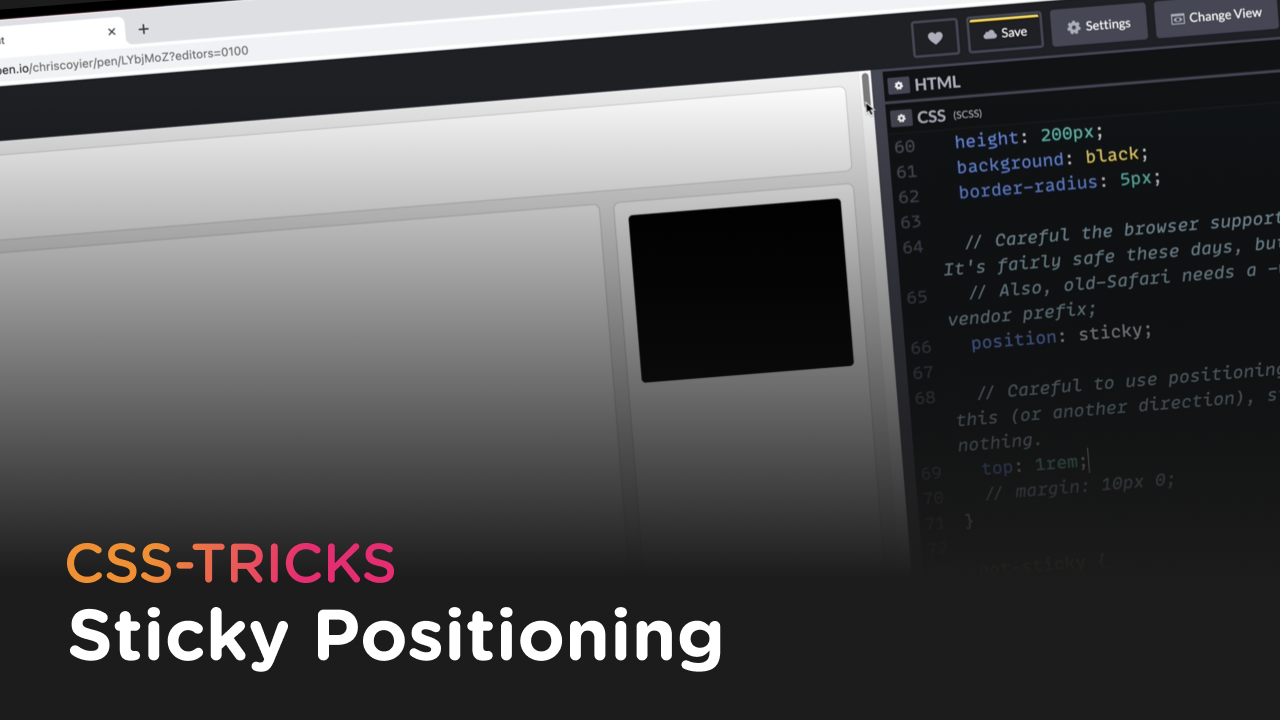 × +
pen.io/chriscoyier/pen/LYbjMoZ?editors=0100
Save
Settings
Change View
HTML
CSS (SCSS)
60 height: 200px;
61 background: black;
62 border-radius: 5px;
63
64 // Careful the browser support
It's fairly safe these days, but
65 // Also, old-Safari needs a -
vendor prefix;
66 position: sticky;
67
68 // Careful to use positioning
this (or another direction), s
nothing.
69 top: 1rem;
70 // margin: 10px 0;
71 }
72
CSS-TRICKS
Sticky Positioning